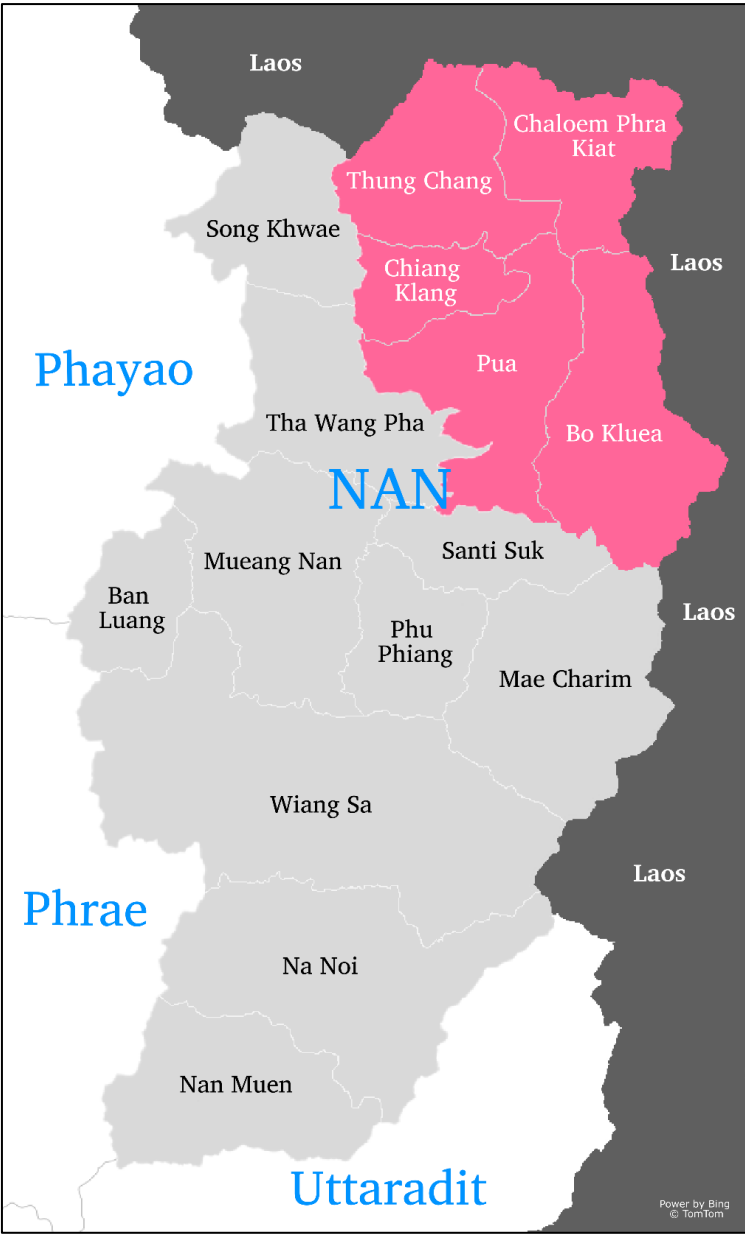 Laos
Chaloem Phra
Kiat
Thung Chang
Song Khwae
Laos
Chiang
Klang
Phayao
Pua
Tha Wang Pha
Bo Kluea
NAN
Santi Suk
Mueang Nan
Ban
Luang
Laos
Phu
Phiang
Mae Charim
Wiang Sa
Laos
Phrae
Na Noi
Nan Muen
Uttaradit
Power by Bing
© TomTom